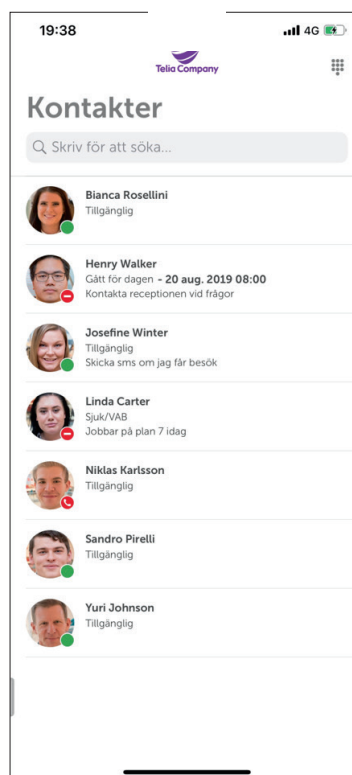 19:38
4G
Telia Company
Kontakter
Skriv för att söka...
Bianca Rosellini
Tillgänglig
Henry Walker
Gått för dagen - 20 aug. 2019 08:00
Kontakta receptionen vid frågor
Josefine Winter
Tillgänglig
Skicka sms om jag får besök
Linda Carter
Sjuk/VAB
Jobbar på plan 7 idag
Niklas Karlsson
Tillgänglig
Sandro Pirelli
Tillgänglig
Yuri Johnson
Tillgänglig